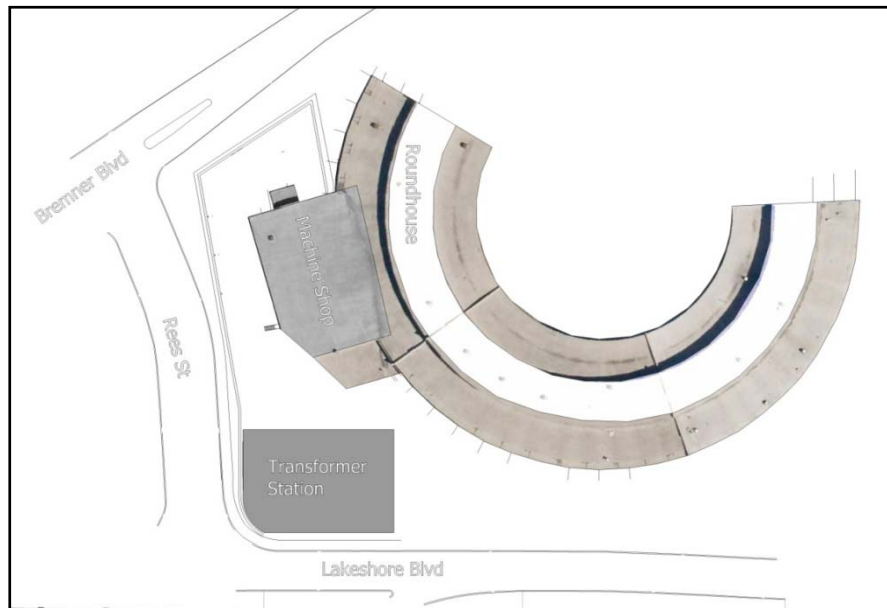 Bremner Blvd
Roundhouse
Machine Shop
Rees St
Transformer
Station
Lakeshore Blvd